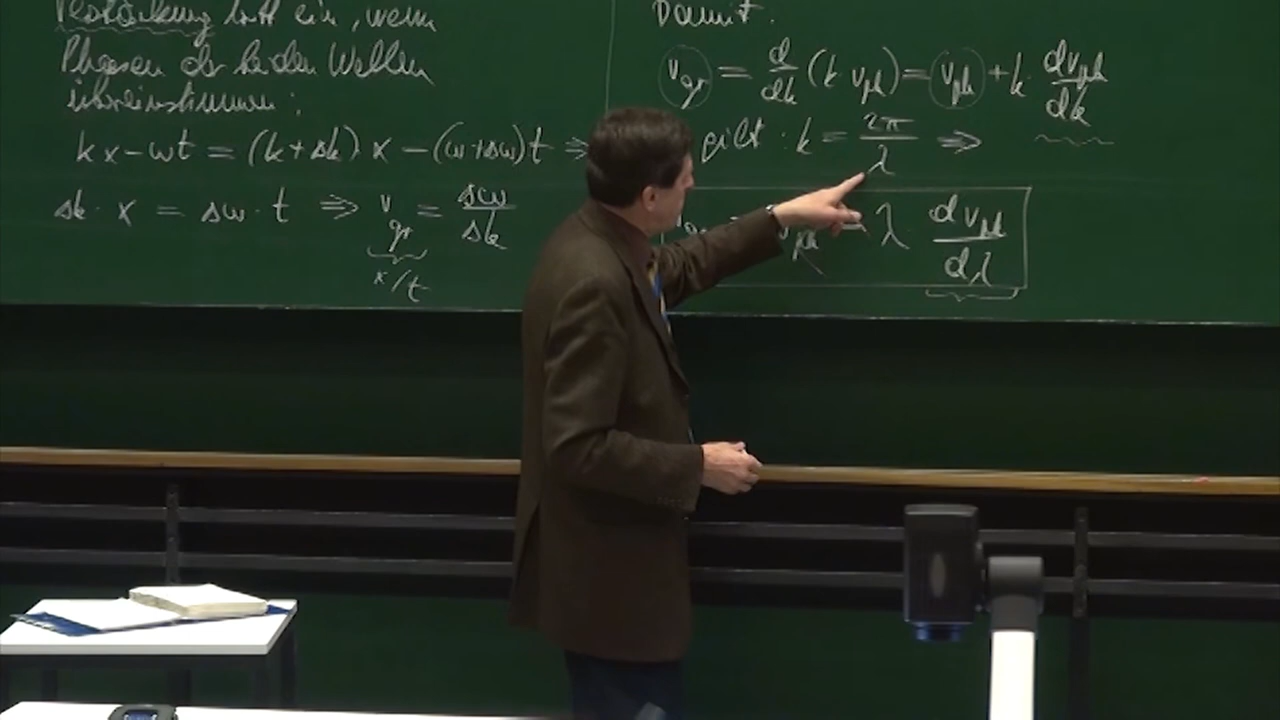 Verstärkung tritt ein, wenn
Phasen der beiden Wellen
übereinstimmen:
kx-ωt = (k+δk)x - (ω+δω)t ⇒
δk·x = δω·t ⇒ v_gr = δω/δk
x/t
Damit:
v_gr = d/dk (k v_ph) = v_ph + k · dv_ph/dk
gilt · k = 2π/λ ⇒
v_ph - λ dv_ph/dλ